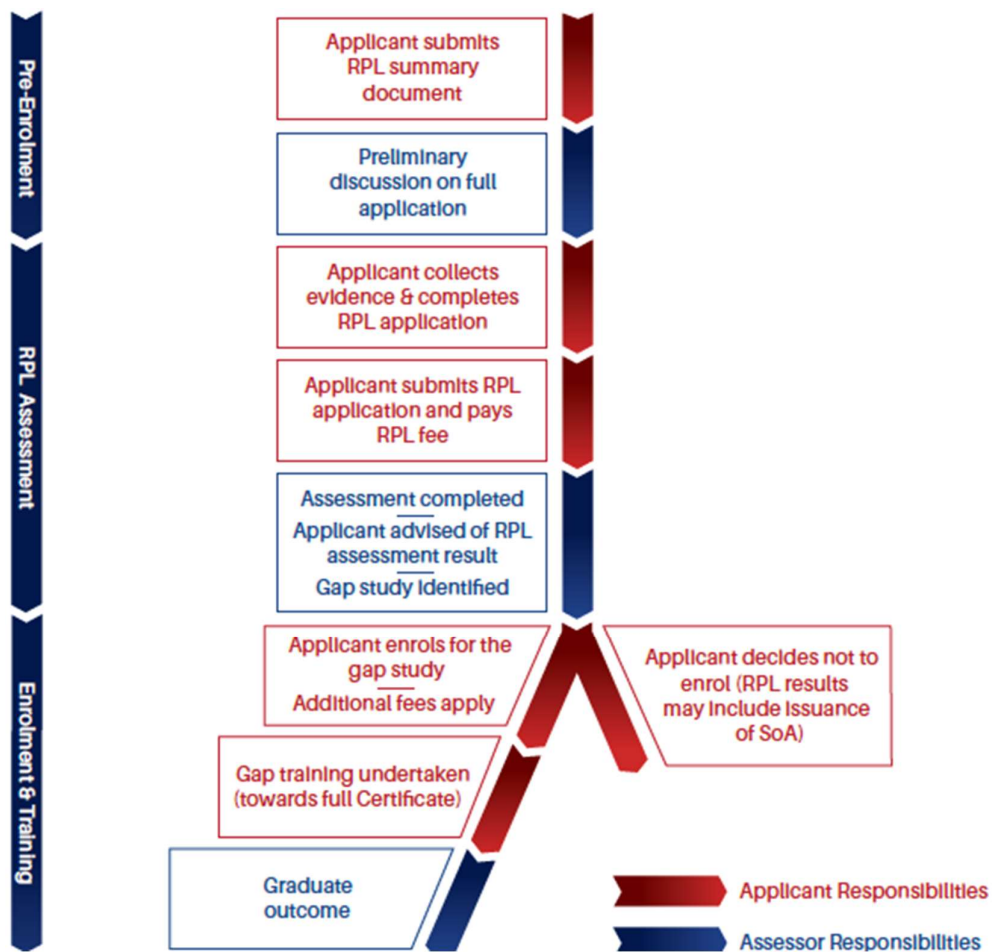 Pre-Enrolment
Applicant submits
RPL summary
document
Preliminary
discussion on full
application
RPL Assessment
Applicant collects
evidence & completes
RPL application
Applicant submits RPL
application and pays
RPL fee
Assessment completed
Applicant advised of RPL
assessment result
Gap study identified
Enrolment & Training
Applicant enrols for the
gap study
Additional fees apply
Applicant decides not to
enrol (RPL results
may include issuance
of SoA)
Gap training undertaken
(towards full Certificate)
Graduate
outcome
Applicant Responsibilities
Assessor Responsibilities